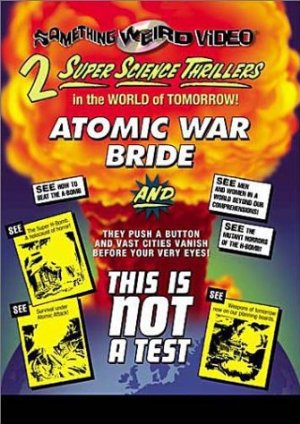 SOMETHING WEIRD VIDEO
2 SUPER SCIENCE THRILLERS
in the WORLD OF TOMORROW!
ATOMIC WAR
BRIDE
AND
SEE HOW TO
BEAT THE A-BOMB
SEE MEN
AND WOMEN IN A
WORLD BEYOND OUR
COMPREHENSION!
SEE THE
MUTANT HORRORS
OF THE H-BOMB!
SEE
The Super H-Bomb.
A holocaust of horror!
THEY PUSH A BUTTON
AND VAST CITIES VANISH
BEFORE YOUR VERY EYES!
THIS IS
NOT
A TEST
SEE
Survival under
Atomic Attack!
SEE
Weapons of tomorrow
now on our planning boards.